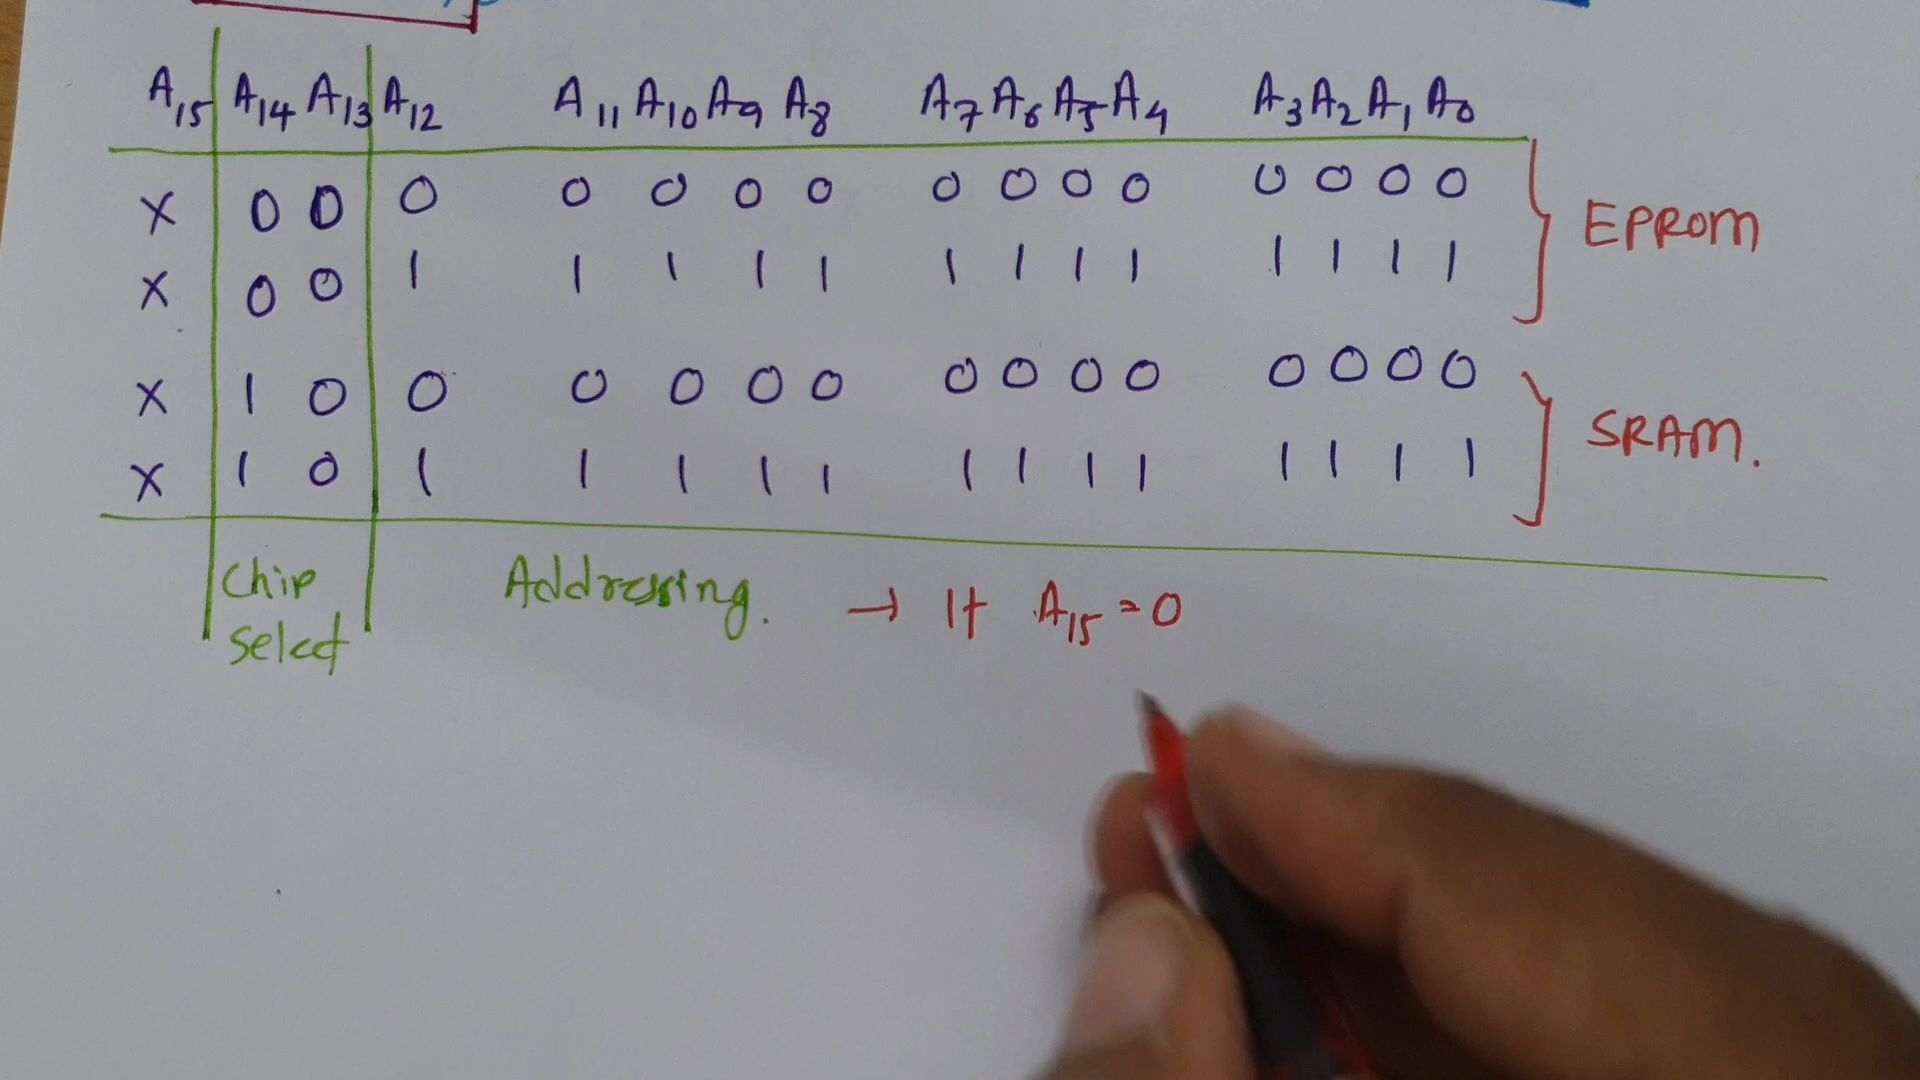 A15 A14 A13 A12 A11 A10 A9 A8 A7 A6 A5 A4 A3 A2 A1 A0
X 0 0 0 0 0 0 0 0 0 0 0 0 0 0 0
X 0 0 1 1 1 1 1 1 1 1 1 1 1 1 1
EPROM
X 1 0 0 0 0 0 0 0 0 0 0 0 0 0 0
X 1 0 1 1 1 1 1 1 1 1 1 1 1 1 1
SRAM.
Chip
Select
Addressing.
→ If A15 = 0